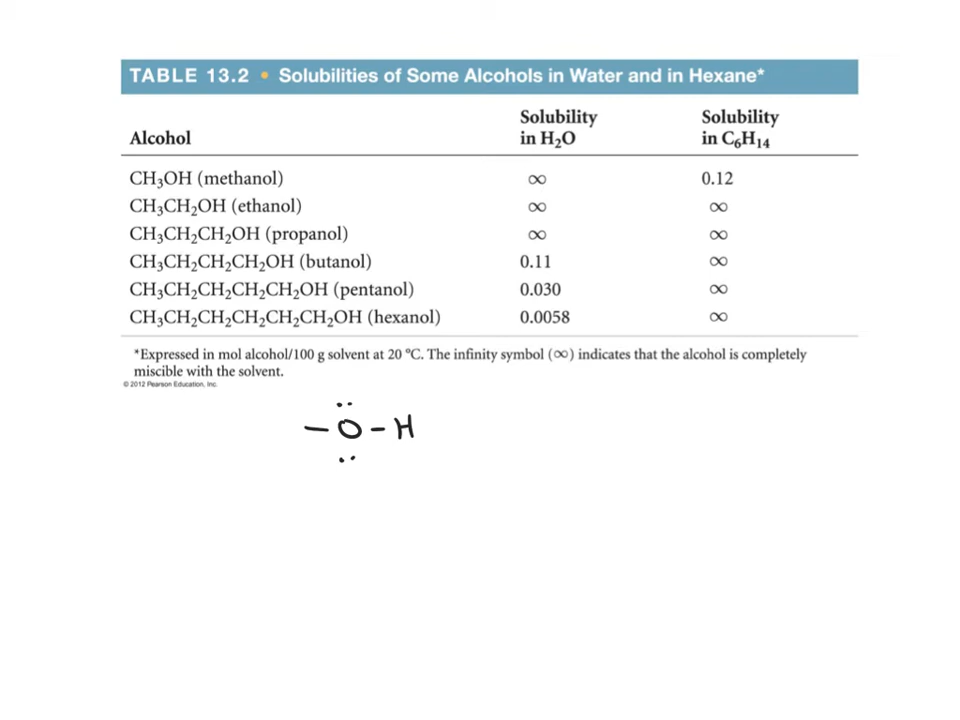 TABLE 13.2 • Solubilities of Some Alcohols in Water and in Hexane*
Alcohol Solubility in H₂O Solubility in C₆H₁₄
CH₃OH (methanol) ∞ 0.12
CH₃CH₂OH (ethanol) ∞ ∞
CH₃CH₂CH₂OH (propanol) ∞ ∞
CH₃CH₂CH₂CH₂OH (butanol) 0.11 ∞
CH₃CH₂CH₂CH₂CH₂OH (pentanol) 0.030 ∞
CH₃CH₂CH₂CH₂CH₂CH₂OH (hexanol) 0.0058 ∞
*Expressed in mol alcohol/100 g solvent at 20 °C. The infinity symbol (∞) indicates that the alcohol is completely
miscible with the solvent.
© 2012 Pearson Education, Inc.
– O – H